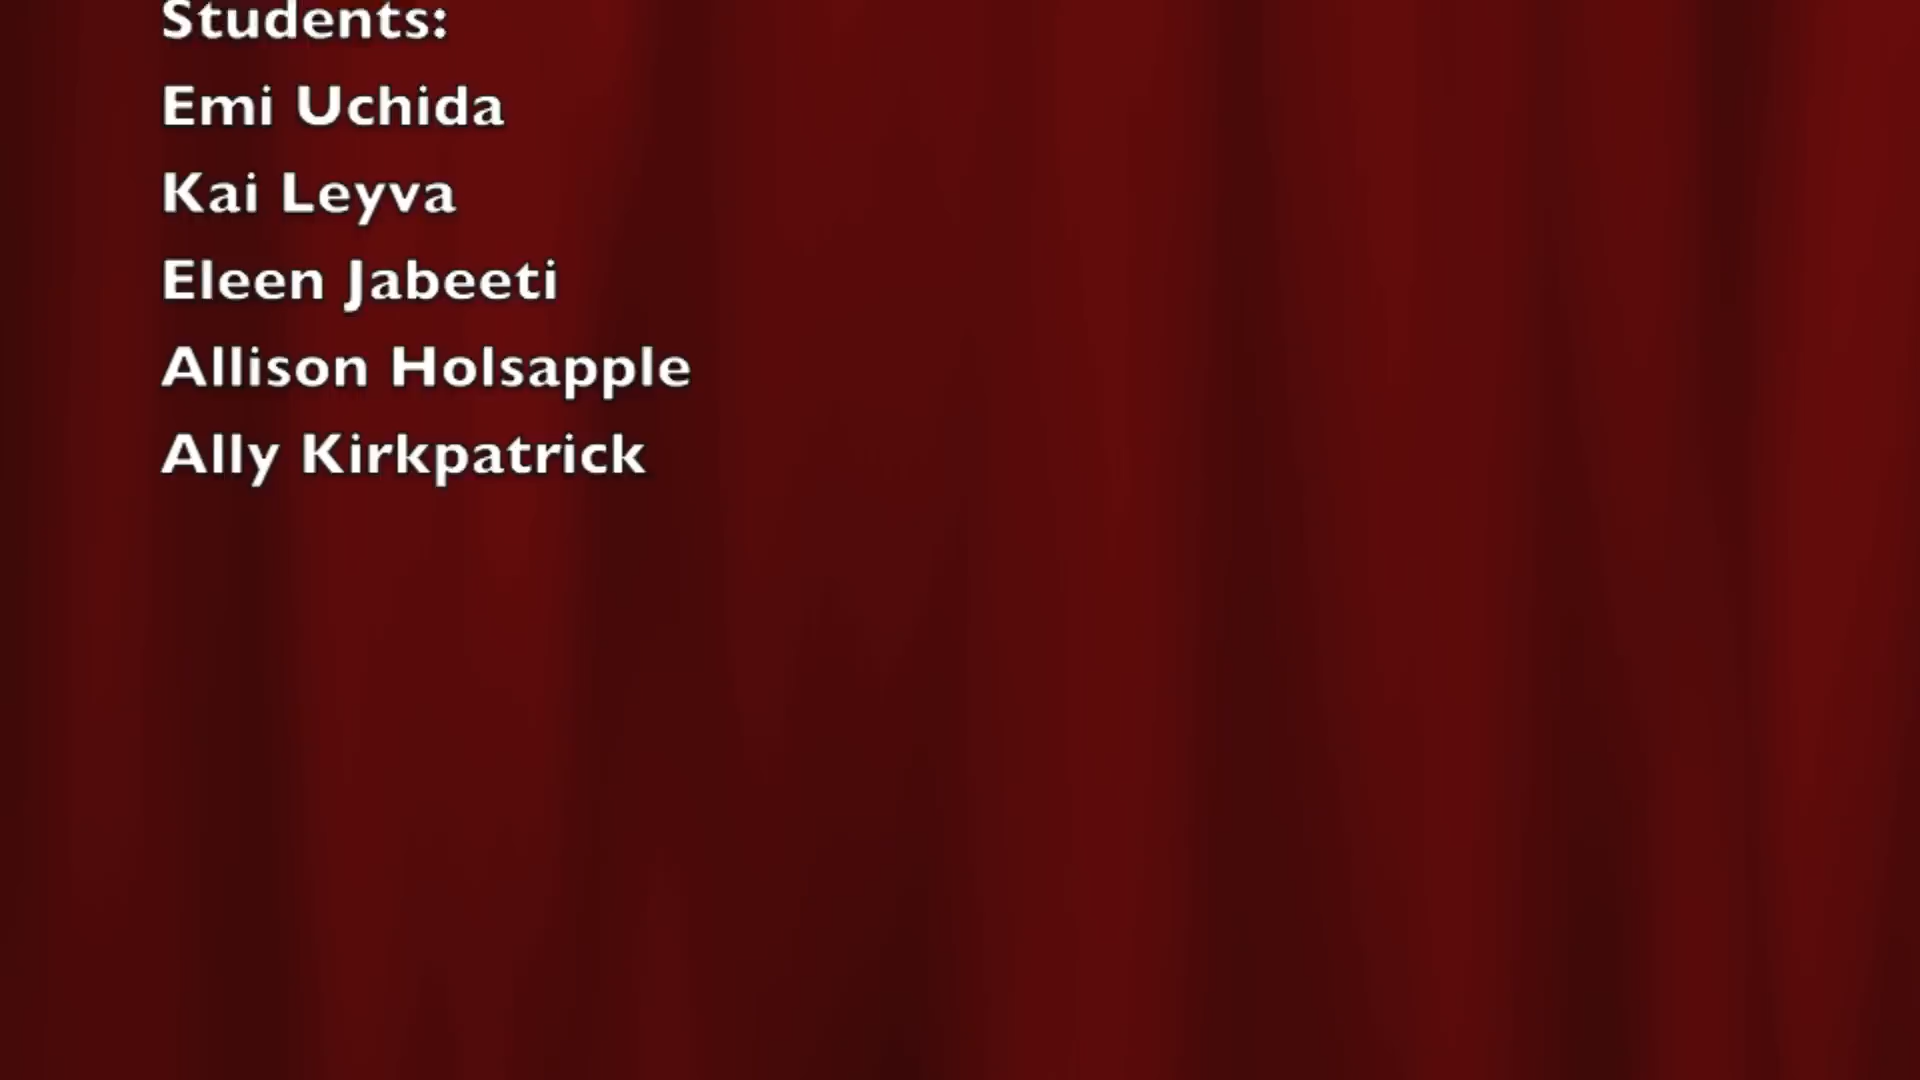 Students:
Emi Uchida
Kai Leyva
Eleen Jabeeti
Allison Holsapple
Ally Kirkpatrick